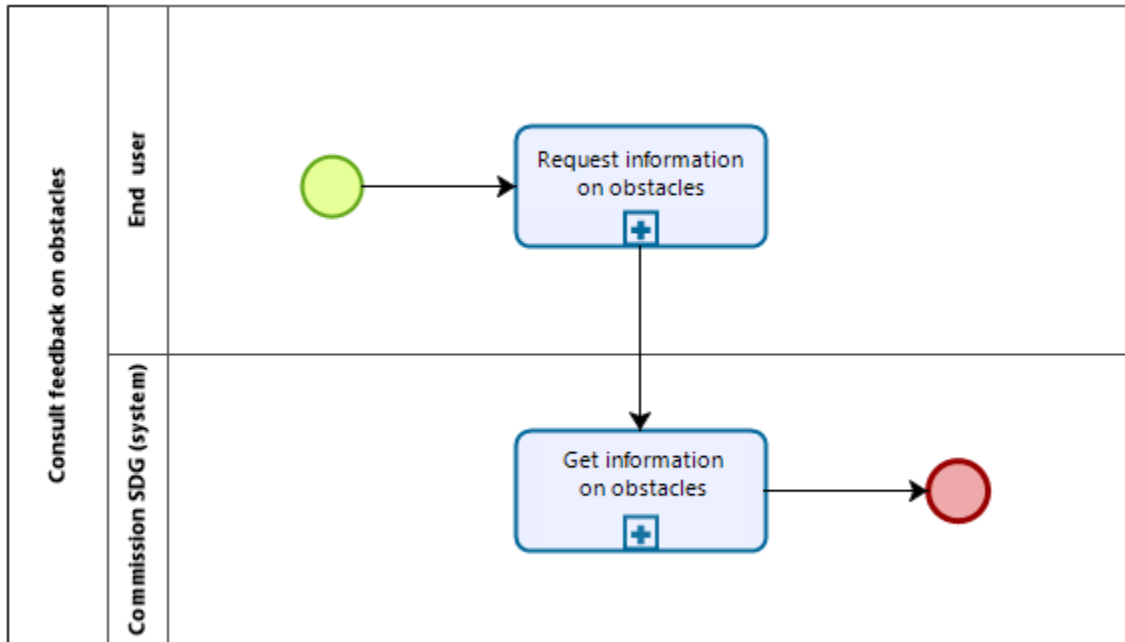 Consult feedback on obstacles
End user
Request information
on obstacles
Commission SDG (system)
Get information
on obstacles